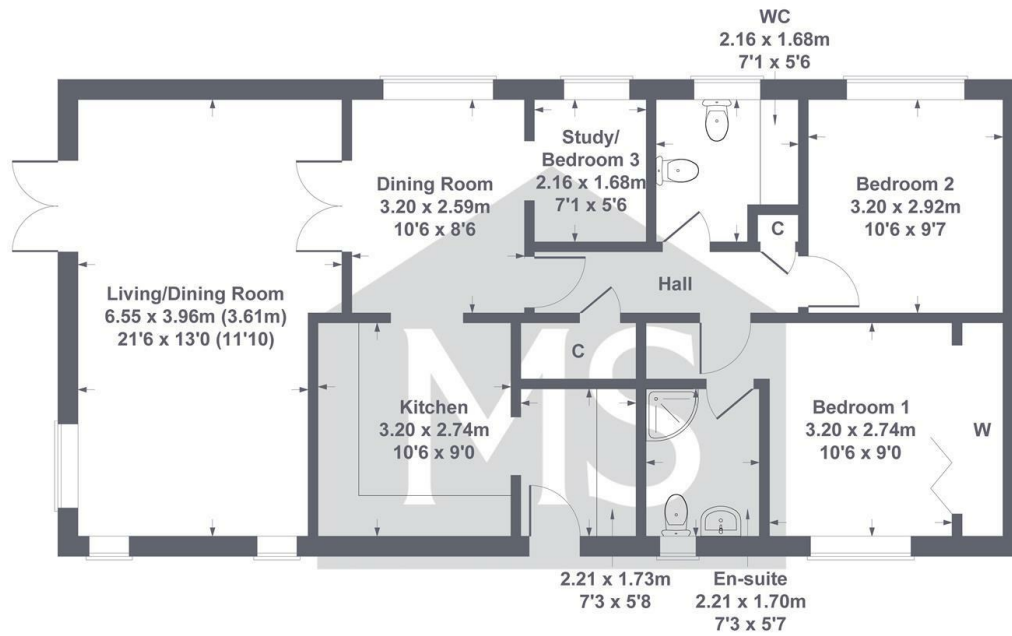 WC
2.16 x 1.68m
7'1 x 5'6
Study/
Bedroom 3
2.16 x 1.68m
7'1 x 5'6
Dining Room
3.20 x 2.59m
10'6 x 8'6
Bedroom 2
3.20 x 2.92m
10'6 x 9'7
C
Hall
Living/Dining Room
6.55 x 3.96m (3.61m)
21'6 x 13'0 (11'10)
C
Kitchen
3.20 x 2.74m
10'6 x 9'0
Bedroom 1
3.20 x 2.74m
10'6 x 9'0
W
MS
2.21 x 1.73m
7'3 x 5'8
En-suite
2.21 x 1.70m
7'3 x 5'7